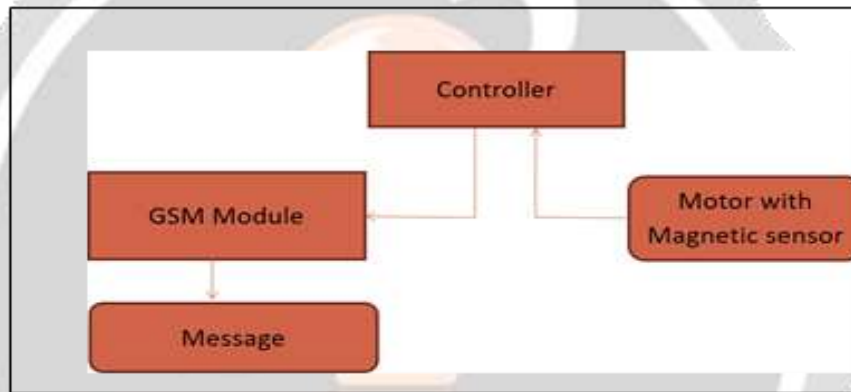 Controller
GSM Module
Motor with
Magnetic sensor
Message